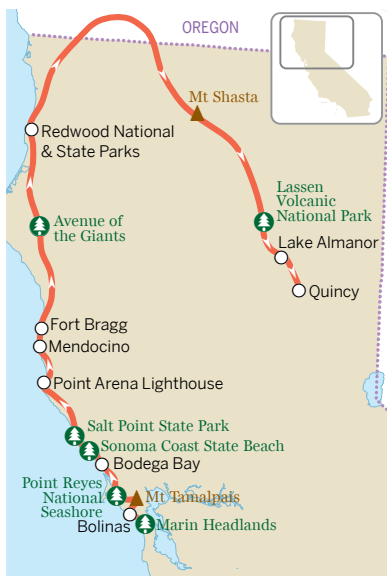 OREGON
Mt Shasta
Redwood National
& State Parks
Lassen
Volcanic
National Park
Avenue of
the Giants
Lake Almanor
Quincy
Fort Bragg
Mendocino
Point Arena Lighthouse
Salt Point State Park
Sonoma Coast State Beach
Bodega Bay
Point Reyes
National
Seashore
Mt Tamalpais
Bolinas
Marin Headlands